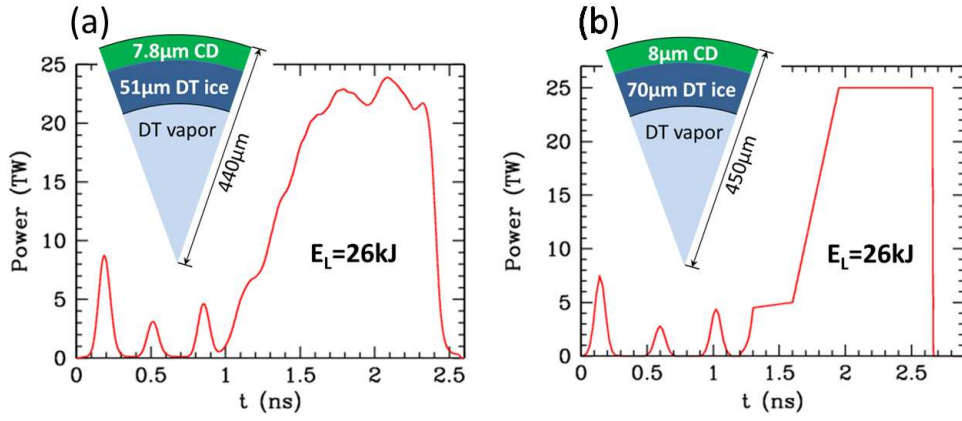 (a)
7.8μm CD
51μm DT ice
DT vapor
440μm
E_L=26kJ
Power (TW)
25
20
15
10
5
0
0 0.5 1 1.5 2 2.5
t (ns)
(b)
8μm CD
70μm DT ice
DT vapor
450μm
E_L=26kJ
Power (TW)
25
20
15
10
5
0
0 0.5 1 1.5 2 2.5
t (ns)